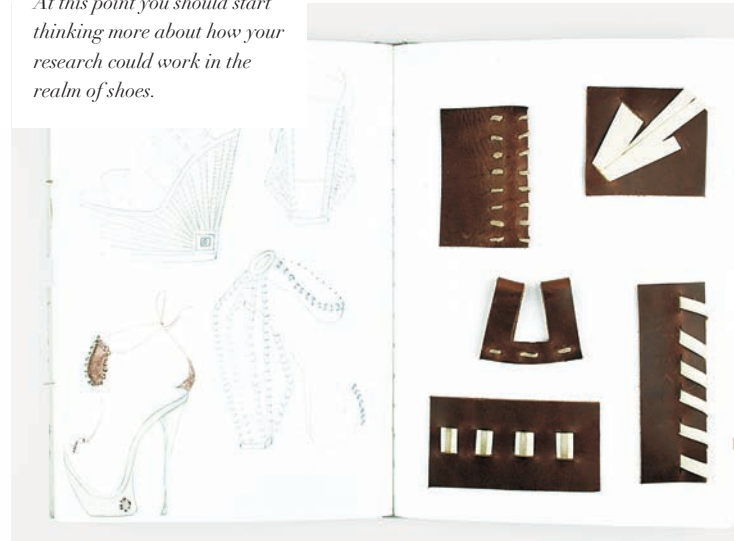 At this point you should start
thinking more about how your
research could work in the
realm of shoes.